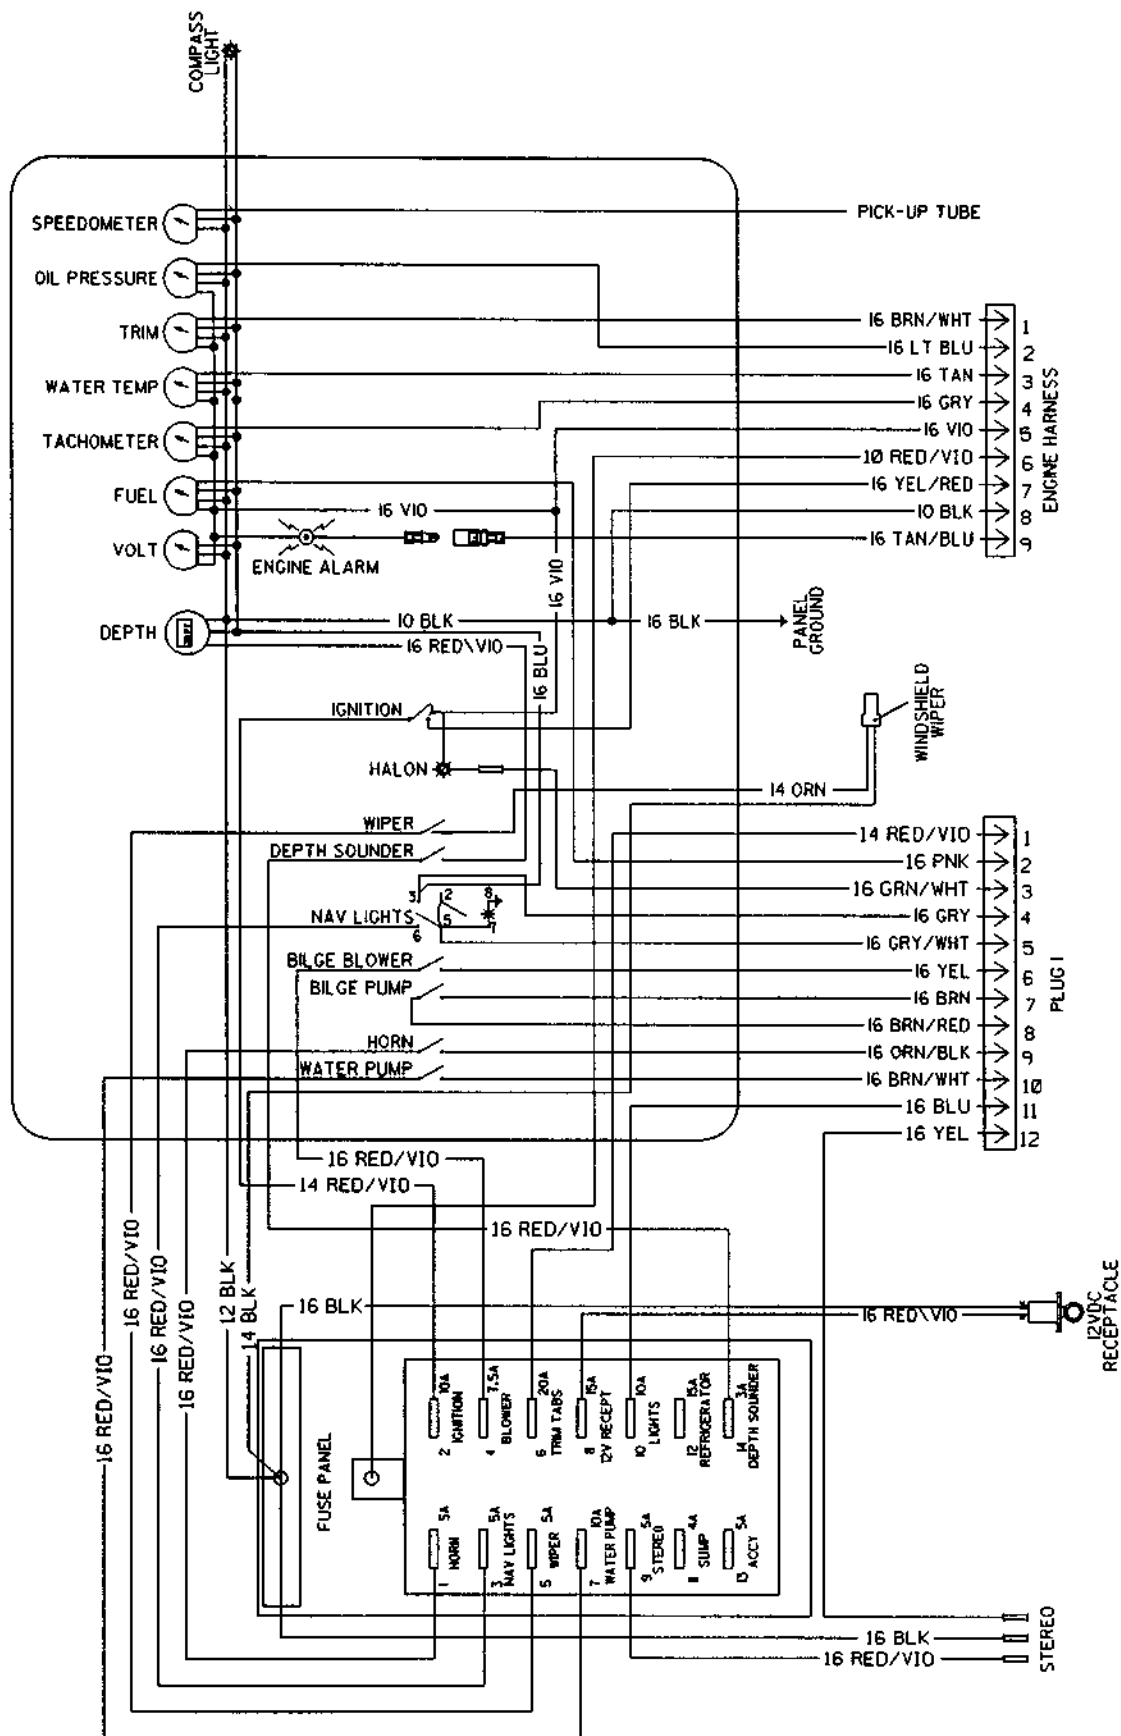 COMPASS
LIGHT
SPEEDOMETER
PICK-UP TUBE
OIL PRESSURE
TRIM
WATER TEMP
TACHOMETER
FUEL
VOLT
DEPTH
16 BRN/WHT
1
16 LT BLU
2
16 TAN
3
16 GRY
4
16 VIO
5
10 RED/VIO
6
16 YEL/RED
7
10 BLK
8
16 TAN/BLU
9
ENGINE HARNESS
16 VIO
ENGINE ALARM
16 VIO
10 BLK
16 BLK
PANEL
GROUND
16 RED\VIO
16 BLU
IGNITION
WINDSHIELD
WIPER
HALON
14 ORN
WIPER
DEPTH SOUNDER
3
2
8
NAV LIGHTS
6
5
7
BILGE BLOWER
BILGE PUMP
HORN
WATER PUMP
14 RED/VIO
1
16 PNK
2
16 GRN/WHT
3
16 GRY
4
16 GRY/WHT
5
16 YEL
6
16 BRN
7
16 BRN/RED
8
16 ORN/BLK
9
16 BRN/WHT
10
16 BLU
11
16 YEL
12
PLUG 1
16 RED/VIO
14 RED/VIO
16 RED/VIO
16 RED/VIO
16 RED/VIO
16 RED/VIO
16 RED/VIO
12 BLK
14 BLK
16 BLK
16 RED\VIO
12VDC
RECEPTACLE
FUSE PANEL
2 IGNITION 10A
4 BLOWER 7.5A
6 TRIM TABS 20A
8 12V RECEPT 15A
10 LIGHTS 10A
12 REFRIGERATOR 15A
14 DEPTH SOUNDER 3A
1 HORN 5A
3 NAV LIGHTS 5A
5 WIPER 5A
7 WATER PUMP 10A
9 STEREO 5A
11 SUMP 4A
13 ACCY 5A
16 BLK
16 RED/VIO
STEREO